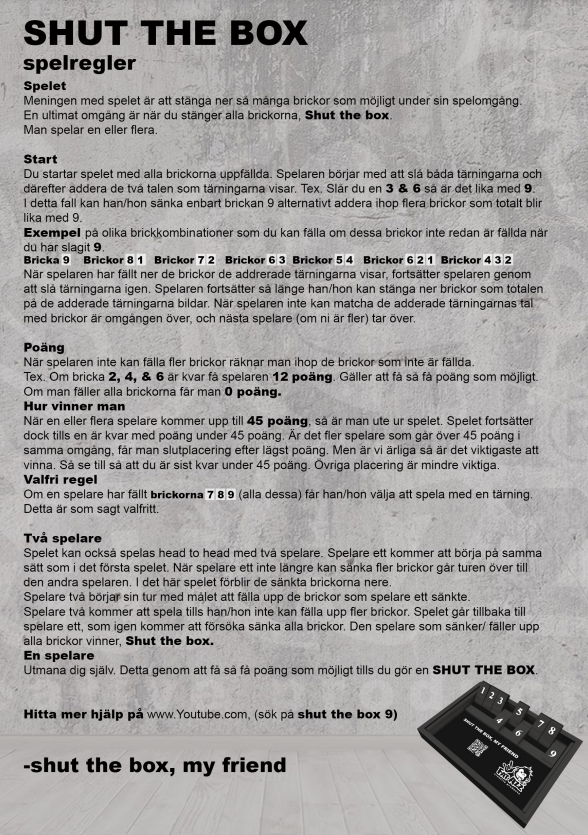 SHUT THE BOX
spelregler
Spelet
Meningen med spelet är att stänga ner så många brickor som möjligt under sin spelomgång.
En ultimat omgång är när du stänger alla brickorna, Shut the box.
Man spelar en eller flera.
Start
Du startar spelet med alla brickorna uppfällda. Spelaren börjar med att slå båda tärningarna och
därefter addera de två talen som tärningarna visar. Tex. Slår du en 3 & 6 så är det lika med 9.
I detta fall kan han/hon sänka enbart brickan 9 alternativt addera ihop flera brickor som totalt blir
lika med 9.
Exempel på olika brickkombinationer som du kan fälla om dessa brickor inte redan är fällda när
du har slagit 9.
Bricka 9 Brickor 8 1 Brickor 7 2 Brickor 6 3 Brickor 5 4 Brickor 6 2 1 Brickor 4 3 2
När spelaren har fällt ner de brickor de addrerade tärningarna visar, fortsätter spelaren genom
att slå tärningarna igen. Spelaren fortsätter så länge han/hon kan stänga ner brickor som totalen
på de adderade tärningarna bildar. När spelaren inte kan matcha de adderade tärningarnas tal
med brickor är omgången över, och nästa spelare (om ni är fler) tar över.
Poäng
När spelaren inte kan fälla fler brickor räknar man ihop de brickor som inte är fällda.
Tex. Om bricka 2, 4, & 6 är kvar få spelaren 12 poäng. Gäller att få så få poäng som möjligt.
Om man fäller alla brickorna får man 0 poäng.
Hur vinner man
När en eller flera spelare kommer upp till 45 poäng, så är man ute ur spelet. Spelet fortsätter
dock tills en är kvar med poäng under 45 poäng. Är det fler spelare som går över 45 poäng i
samma omgång, får man slutplacering efter lägst poäng. Men är vi ärliga så är det viktigaste att
vinna. Så se till så att du är sist kvar under 45 poäng. Övriga placering är mindre viktiga.
Valfri regel
Om en spelare har fällt brickorna 7 8 9 (alla dessa) får han/hon välja att spela med en tärning.
Detta är som sagt valfritt.
Två spelare
Spelet kan också spelas head to head med två spelare. Spelare ett kommer att börja på samma
sätt som i det första spelet. När spelare ett inte längre kan sänka fler brickor går turen över till
den andra spelaren. I det här spelet förblir de sänkta brickorna nere.
Spelare två börjar sin tur med målet att fälla upp de brickor som spelare ett sänkte.
Spelare två kommer att spela tills han/hon inte kan fälla upp fler brickor. Spelet går tillbaka till
spelare ett, som igen kommer att försöka sänka alla brickor. Den spelare som sänker/ fäller upp
alla brickor vinner, Shut the box.
En spelare
Utmana dig själv. Detta genom att få så få poäng som möjligt tills du gör en SHUT THE BOX.
Hitta mer hjälp på www.Youtube.com, (sök på shut the box 9)
-shut the box, my friend
1 2 3 4 5 6 7 8 9
SHUT THE BOX, MY FRIEND